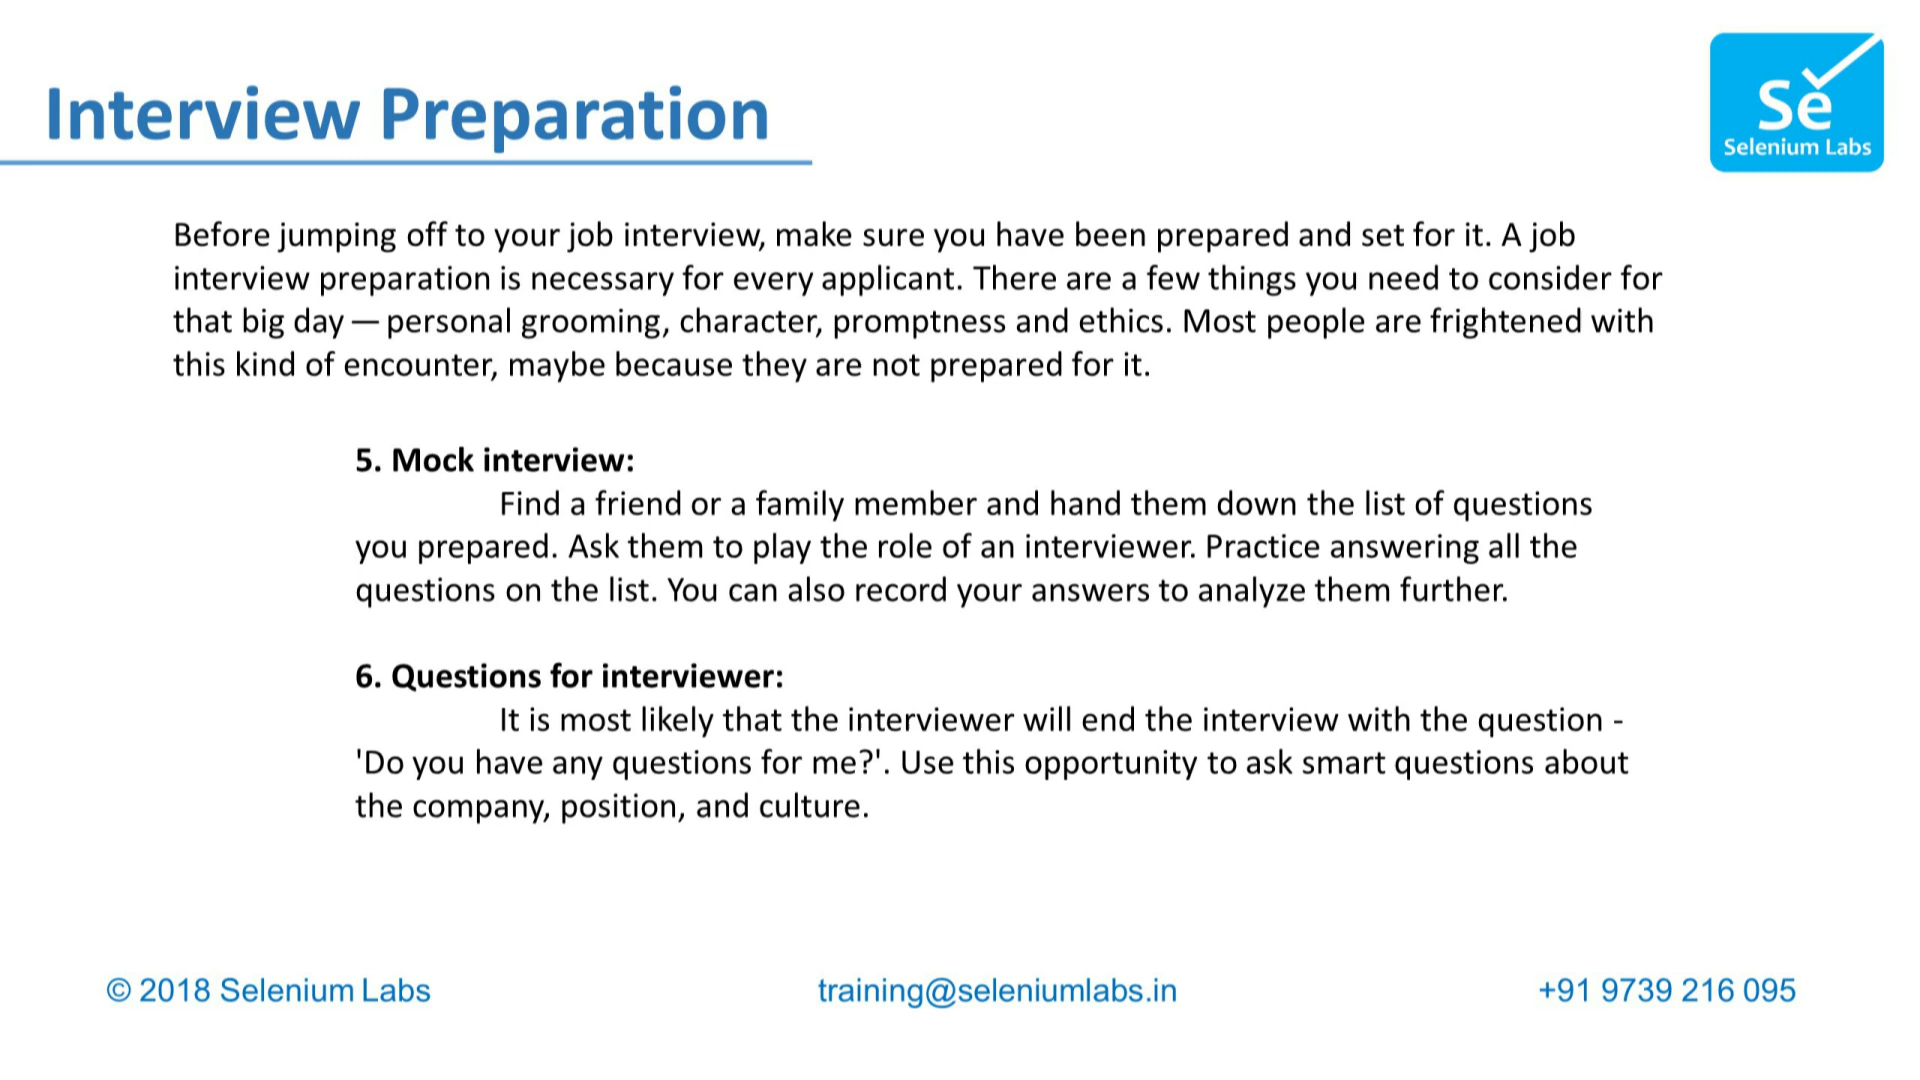 Interview Preparation
Sé
Selenium Labs
Before jumping off to your job interview, make sure you have been prepared and set for it. A job
interview preparation is necessary for every applicant. There are a few things you need to consider for
that big day — personal grooming, character, promptness and ethics. Most people are frightened with
this kind of encounter, maybe because they are not prepared for it.
5. Mock interview:
Find a friend or a family member and hand them down the list of questions
you prepared. Ask them to play the role of an interviewer. Practice answering all the
questions on the list. You can also record your answers to analyze them further.
6. Questions for interviewer:
It is most likely that the interviewer will end the interview with the question -
'Do you have any questions for me?'. Use this opportunity to ask smart questions about
the company, position, and culture.
© 2018 Selenium Labs
training@seleniumlabs.in
+91 9739 216 095